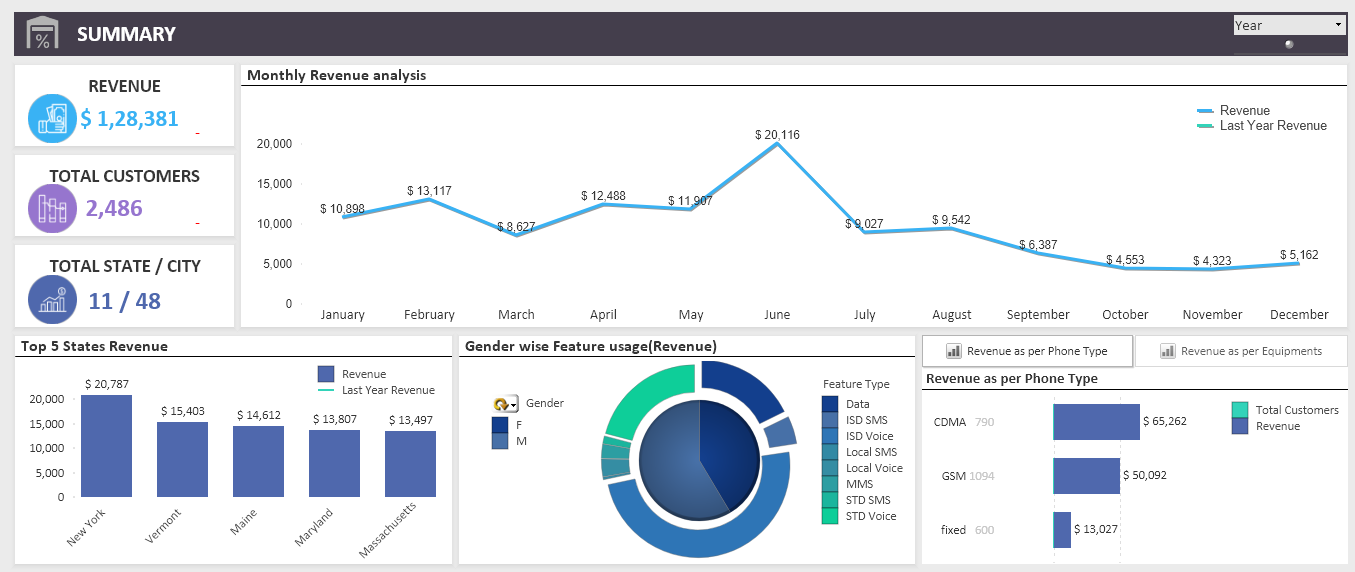 %
SUMMARY
Year
REVENUE
$ 1,28,381
-
TOTAL CUSTOMERS
2,486
-
TOTAL STATE / CITY
11 / 48
Monthly Revenue analysis
Revenue
Last Year Revenue
20,000
15,000
10,000
5,000
0
$ 10,898
$ 13,117
$ 8,627
$ 12,488
$ 11,907
$ 20,116
$ 9,027
$ 9,542
$ 6,387
$ 4,553
$ 4,323
$ 5,162
January
February
March
April
May
June
July
August
September
October
November
December
Top 5 States Revenue
Revenue
Last Year Revenue
20,000
15,000
10,000
5,000
0
$ 20,787
$ 15,403
$ 14,612
$ 13,807
$ 13,497
New York
Vermont
Maine
Maryland
Massachusetts
Gender wise Feature usage(Revenue)
Gender
F
M
Feature Type
Data
ISD SMS
ISD Voice
Local SMS
Local Voice
MMS
STD SMS
STD Voice
Revenue as per Phone Type
Revenue as per Equipments
Revenue as per Phone Type
Total Customers
Revenue
CDMA 790 $ 65,262
GSM 1094 $ 50,092
fixed 600 $ 13,027